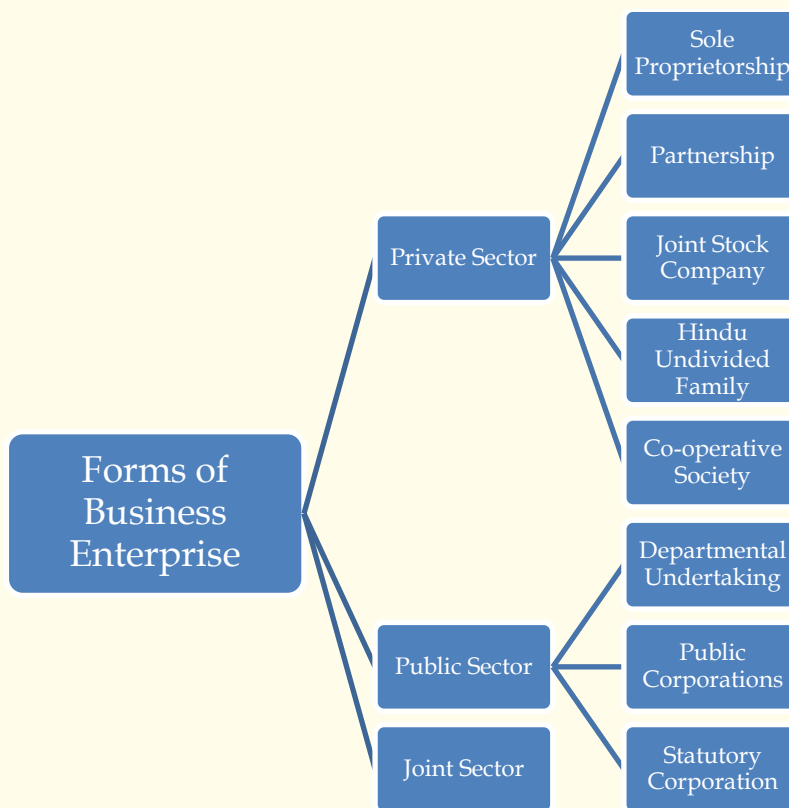 Forms of
Business
Enterprise
Private Sector
Sole
Proprietorship
Partnership
Joint Stock
Company
Hindu
Undivided
Family
Co-operative
Society
Public Sector
Departmental
Undertaking
Public
Corporations
Statutory
Corporation
Joint Sector